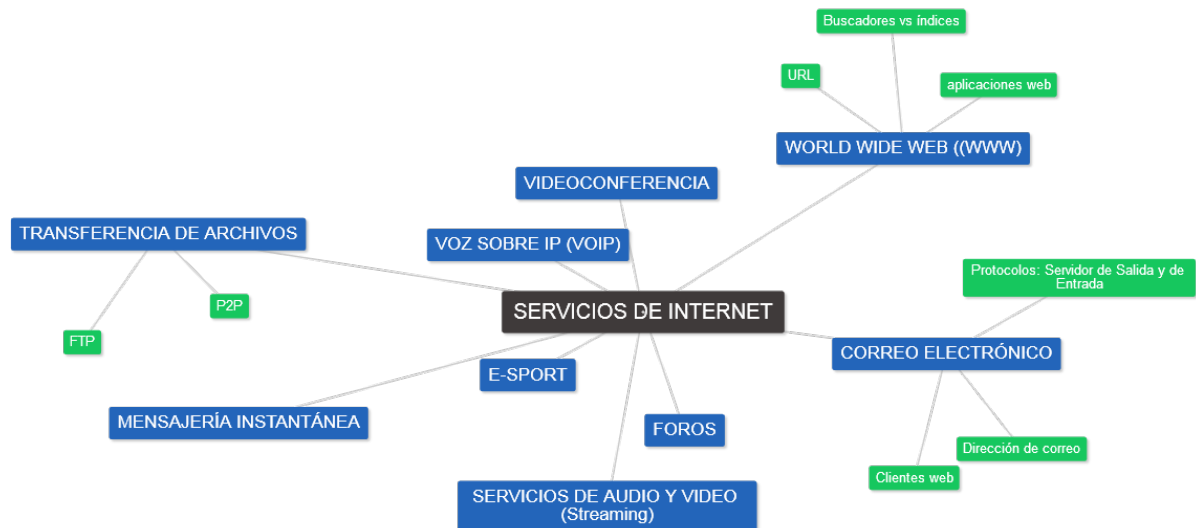 Buscadores vs índices
URL
aplicaciones web
WORLD WIDE WEB ((WWW)
VIDEOCONFERENCIA
TRANSFERENCIA DE ARCHIVOS
VOZ SOBRE IP (VOIP)
Protocolos: Servidor de Salida y de
Entrada
P2P
SERVICIOS DE INTERNET
FTP
CORREO ELECTRÓNICO
E-SPORT
MENSAJERÍA INSTANTÁNEA
FOROS
Dirección de correo
Clientes web
SERVICIOS DE AUDIO Y VIDEO
(Streaming)